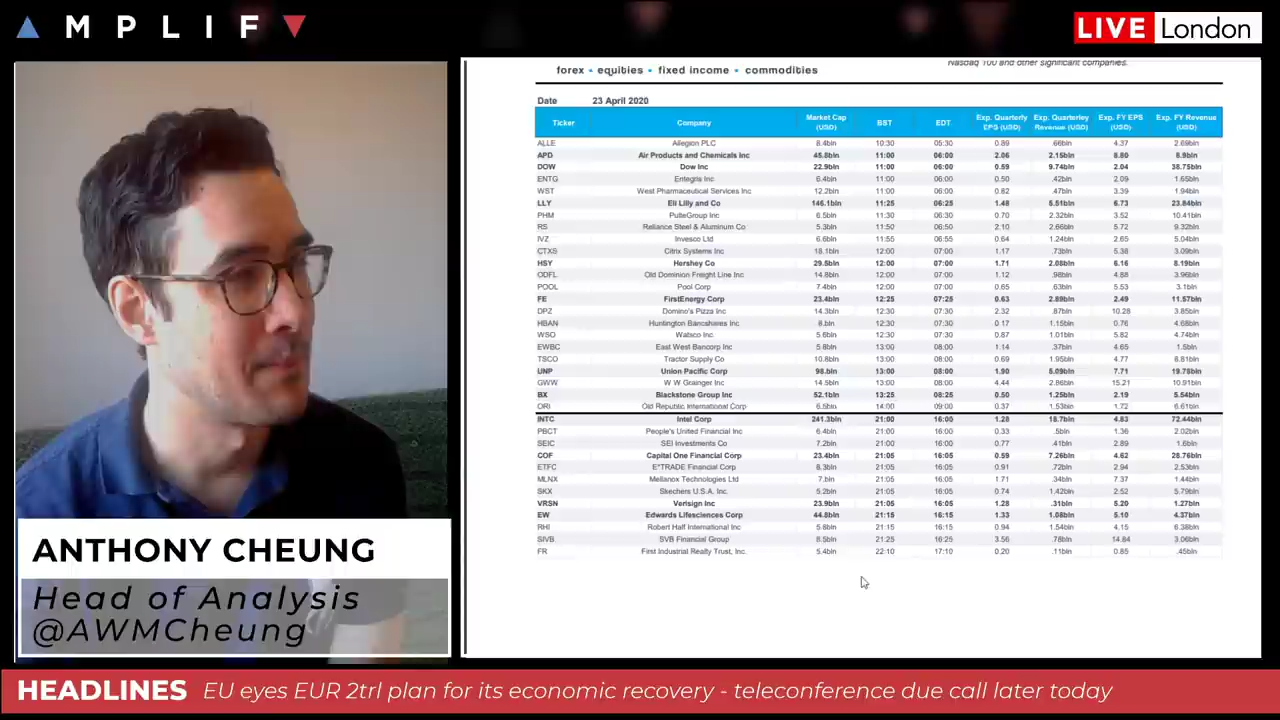 AMPLIFY
LIVE London
forex • equities • fixed income • commodities
Nasdaq 100 and other significant companies.
Date 23 April 2020
Ticker Company Market Cap (USD) BST EDT Exp. Quarterly EPS (USD) Exp. Quarterley Revenue (USD) Exp. FY EPS (USD) Exp. FY Revenue (USD)
ALLE Allegion PLC 8.4bln 10:30 05:30 0.89 .66bln 4.37 2.69bln
APD Air Products and Chemicals Inc 45.8bln 11:00 06:00 2.06 2.15bln 8.80 8.9bln
DOW Dow Inc 22.9bln 11:00 06:00 0.59 9.74bln 2.04 38.75bln
ENTG Entegris Inc 6.4bln 11:00 06:00 0.50 .42bln 2.09 1.65bln
WST West Pharmaceutical Services Inc 12.2bln 11:00 06:00 0.82 .47bln 3.39 1.94bln
LLY Eli Lilly and Co 146.1bln 11:25 06:25 1.48 5.51bln 6.73 23.84bln
PHM PulteGroup Inc 6.5bln 11:30 06:30 0.70 2.32bln 3.52 10.41bln
RS Reliance Steel & Aluminum Co 5.3bln 11:50 06:50 2.10 2.66bln 5.72 9.32bln
IVZ Invesco Ltd 6.6bln 11:55 06:55 0.64 1.24bln 2.65 5.04bln
CTXS Citrix Systems Inc 18.1bln 12:00 07:00 1.17 .73bln 5.38 3.09bln
HSY Hershey Co 29.5bln 12:00 07:00 1.71 2.08bln 6.16 8.19bln
ODFL Old Dominion Freight Line Inc 14.8bln 12:00 07:00 1.12 .98bln 4.88 3.96bln
POOL Pool Corp 7.4bln 12:00 07:00 0.65 .63bln 5.53 3.1bln
FE FirstEnergy Corp 23.4bln 12:25 07:25 0.63 2.89bln 2.49 11.57bln
DPZ Domino's Pizza Inc 14.3bln 12:30 07:30 2.32 .87bln 10.28 3.85bln
HBAN Huntington Bancshares Inc 8.bln 12:30 07:30 0.17 1.15bln 0.76 4.68bln
WSO Watsco Inc 5.6bln 12:30 07:30 0.87 1.01bln 5.82 4.74bln
EWBC East West Bancorp Inc 5.8bln 13:00 08:00 1.14 .37bln 4.65 1.5bln
TSCO Tractor Supply Co 10.8bln 13:00 08:00 0.69 1.95bln 4.77 8.81bln
UNP Union Pacific Corp 98.bln 13:00 08:00 1.90 5.09bln 7.71 19.78bln
GWW W W Grainger Inc 14.5bln 13:00 08:00 4.44 2.86bln 15.21 10.91bln
BX Blackstone Group Inc 52.1bln 13:25 08:25 0.50 1.25bln 2.19 5.54bln
ORI Old Republic International Corp 6.5bln 14:00 09:00 0.37 1.53bln 1.72 6.61bln
INTC Intel Corp 241.3bln 21:00 16:00 1.28 18.7bln 4.83 72.44bln
PBCT People's United Financial Inc 6.4bln 21:00 16:00 0.33 .5bln 1.36 2.02bln
SEIC SEI Investments Co 7.2bln 21:00 16:00 0.77 .41bln 2.89 1.6bln
COF Capital One Financial Corp 23.4bln 21:05 16:05 0.59 7.26bln 4.62 28.76bln
ETFC E*TRADE Financial Corp 8.3bln 21:05 16:05 0.91 .72bln 2.94 2.53bln
MLNX Mellanox Technologies Ltd 7.bln 21:05 16:05 1.71 .34bln 7.37 1.44bln
SKX Skechers U.S.A. Inc. 5.2bln 21:05 16:05 0.74 1.42bln 2.52 5.79bln
VRSN Verisign Inc 23.9bln 21:05 16:05 1.28 .31bln 5.20 1.27bln
EW Edwards Lifesciences Corp 44.8bln 21:15 16:15 1.33 1.08bln 5.10 4.37bln
RHI Robert Half International Inc 5.8bln 21:15 16:15 0.94 1.54bln 4.15 6.38bln
SIVB SVB Financial Group 8.5bln 21:25 16:25 3.56 .78bln 14.84 3.06bln
FR First Industrial Realty Trust, Inc. 5.4bln 22:10 17:10 0.20 .11bln 0.85 .45bln
ANTHONY CHEUNG
Head of Analysis
@AWMCheung
HEADLINES EU eyes EUR 2trl plan for its economic recovery - teleconference due call later today